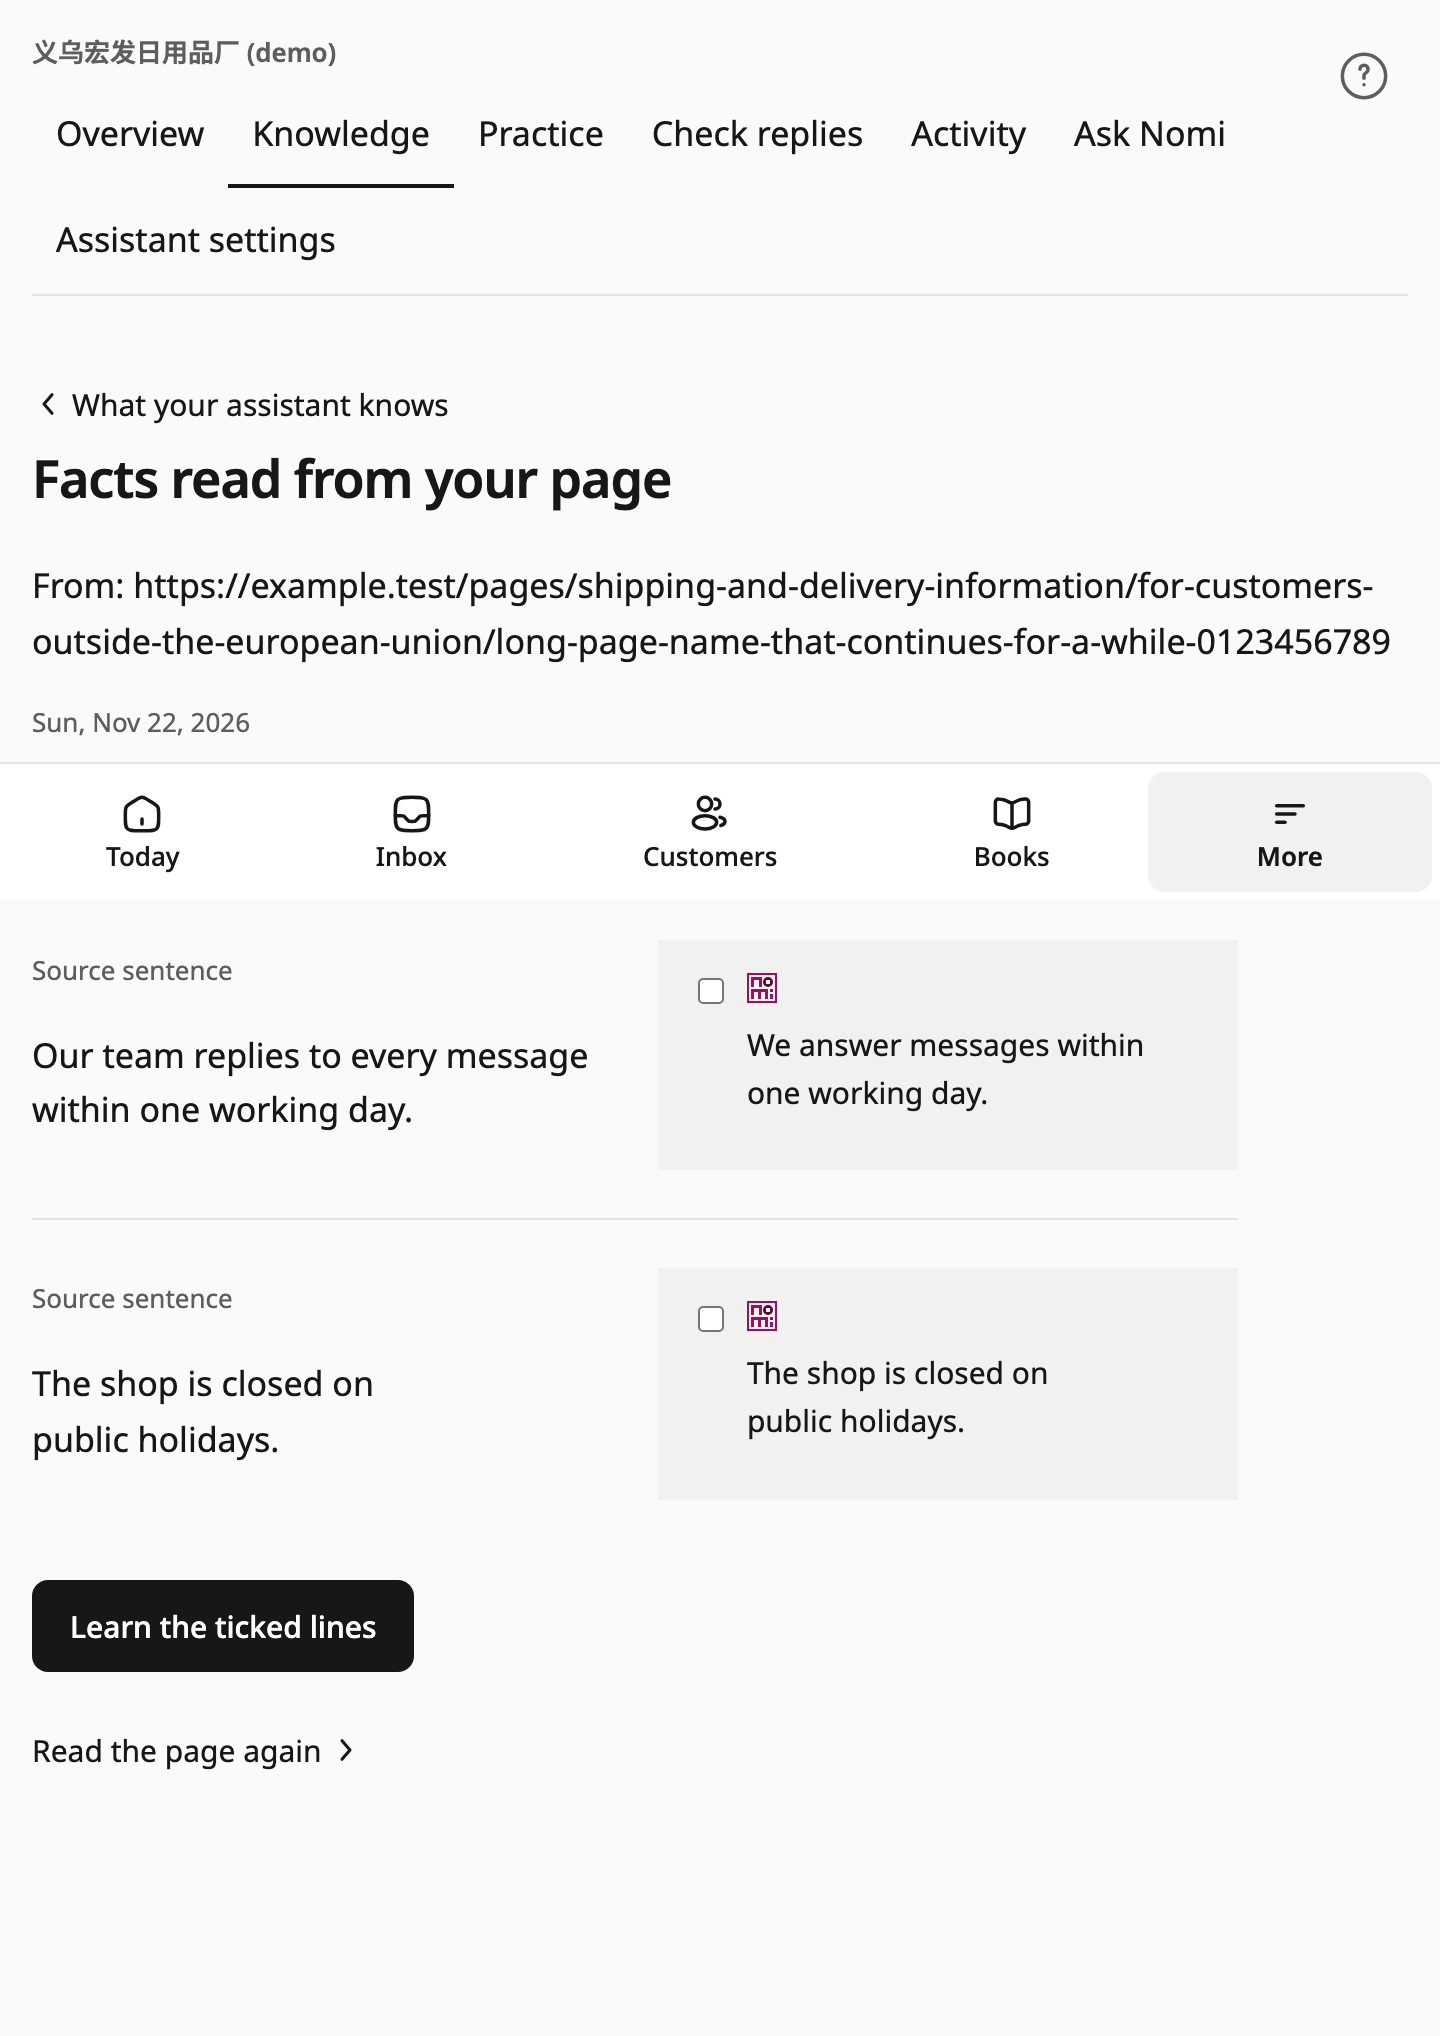 义乌宏发日用品厂 (demo)
Overview
Knowledge
Practice
Check replies
Activity
Ask Nomi
Assistant settings
What your assistant knows
Facts read from your page
From: https://example.test/pages/shipping-and-delivery-information/for-customers-
outside-the-european-union/long-page-name-that-continues-for-a-while-0123456789
Sun, Nov 22, 2026
Today
Inbox
Customers
Books
More
Source sentence
Our team replies to every message
within one working day.
nomi
We answer messages within
one working day.
Source sentence
The shop is closed on
public holidays.
nomi
The shop is closed on
public holidays.
Learn the ticked lines
Read the page again